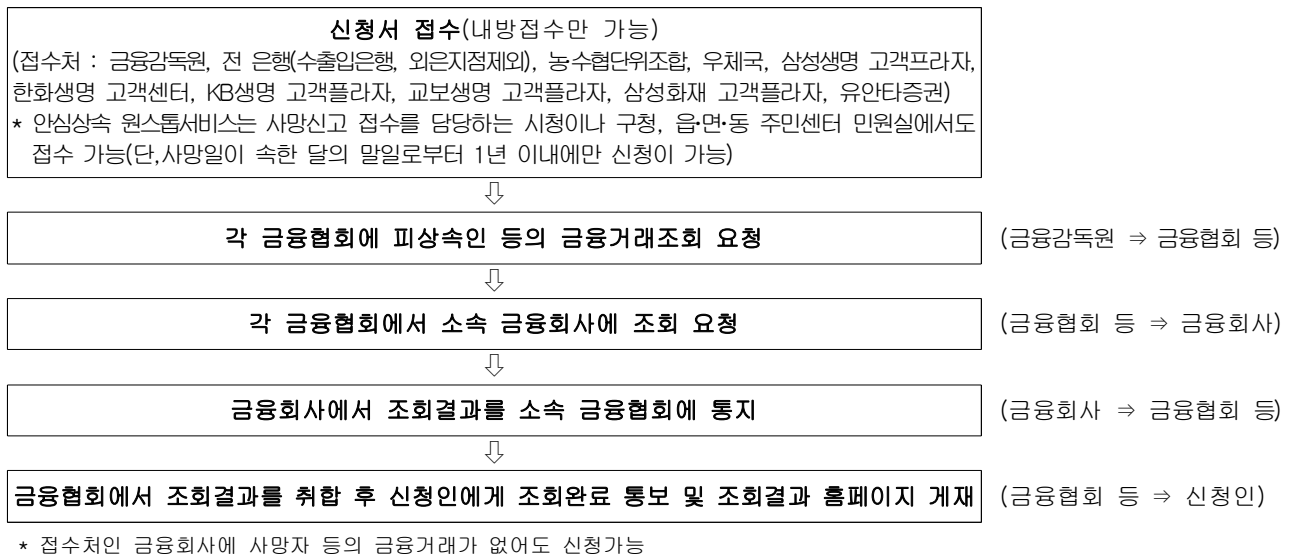 신청서 접수(내방접수만 가능)
(접수처 : 금융감독원, 전 은행(수출입은행, 외은지점제외), 농·수협단위조합, 우체국, 삼성생명 고객프라자,
한화생명 고객센터, KB생명 고객플라자, 교보생명 고객플라자, 삼성화재 고객플라자, 유안타증권)
* 안심상속 원스톱서비스는 사망신고 접수를 담당하는 시청이나 구청, 읍·면·동 주민센터 민원실에서도
접수 가능(단,사망일이 속한 달의 말일로부터 1년 이내에만 신청이 가능)
⇩
각 금융협회에 피상속인 등의 금융거래조회 요청 (금융감독원 ⇒ 금융협회 등)
⇩
각 금융협회에서 소속 금융회사에 조회 요청 (금융협회 등 ⇒ 금융회사)
⇩
금융회사에서 조회결과를 소속 금융협회에 통지 (금융회사 ⇒ 금융협회 등)
⇩
금융협회에서 조회결과를 취합 후 신청인에게 조회완료 통보 및 조회결과 홈페이지 게재 (금융협회 등 ⇒ 신청인)
* 접수처인 금융회사에 사망자 등의 금융거래가 없어도 신청가능